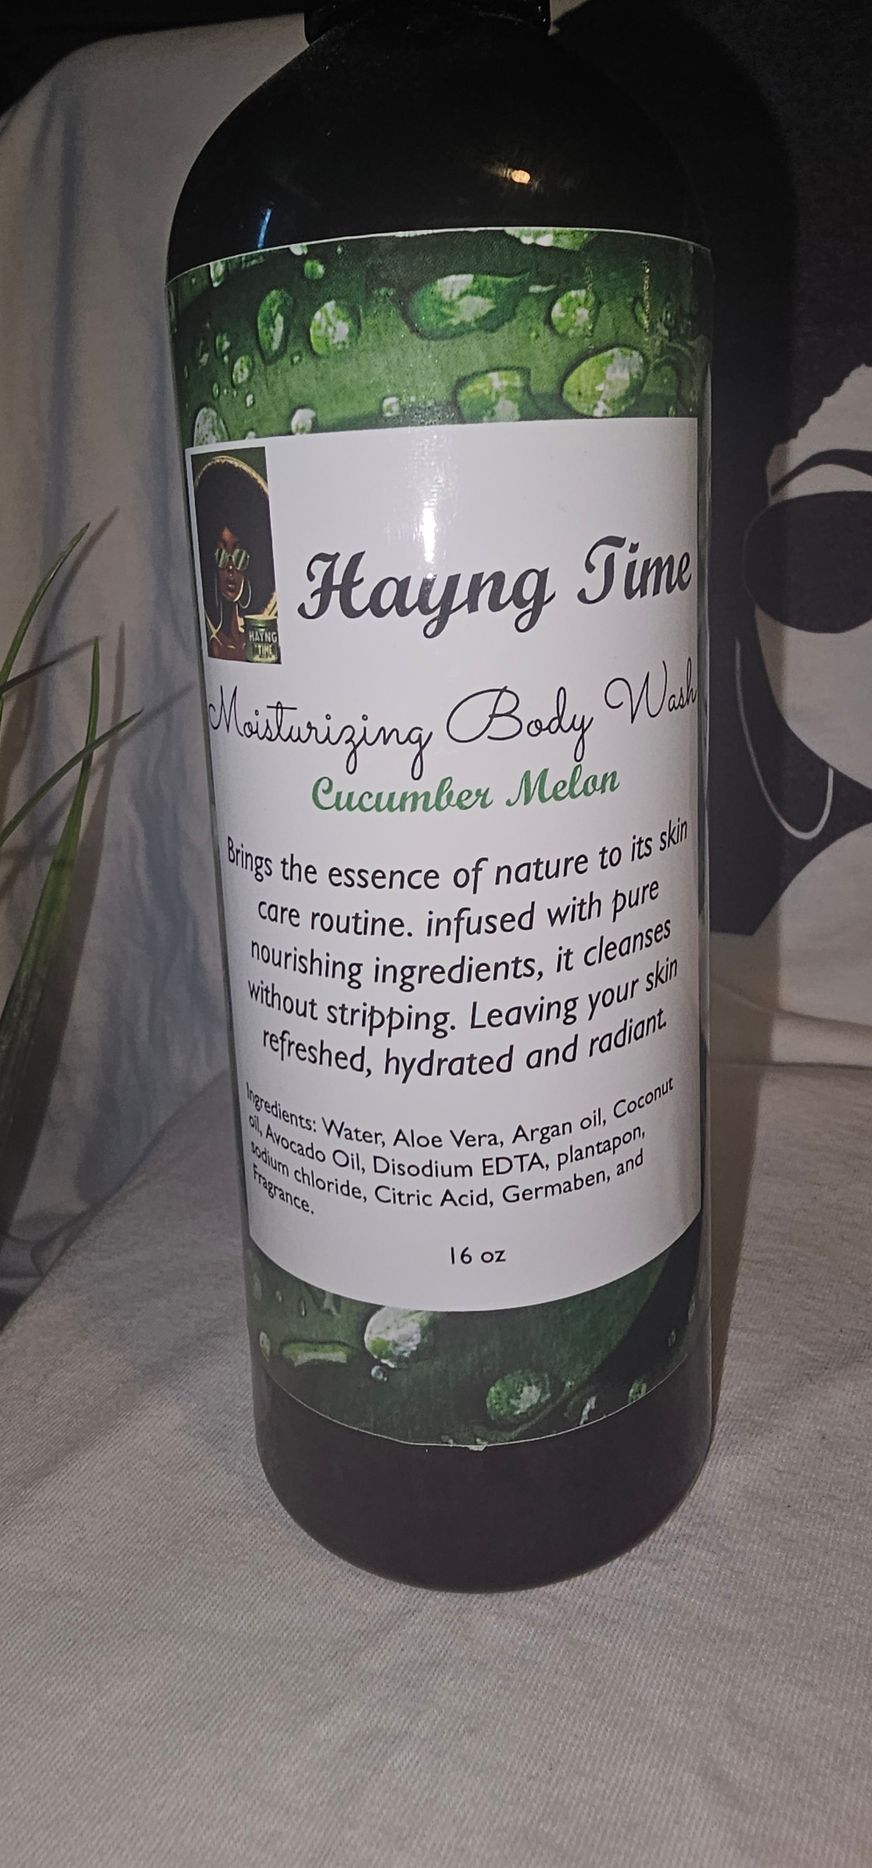 Hayng Time
HAYNG
TIME
Moisturizing Body Wash
Cucumber Melon
Brings the essence of nature to its skin
care routine. infused with pure
nourishing ingredients, it cleanses
without stripping. Leaving your skin
refreshed, hydrated and radiant.
Ingredients: Water, Aloe Vera, Argan oil, Coconut
oil, Avocado Oil, Disodium EDTA, plantapon,
sodium chloride, Citric Acid, Germaben, and
Fragrance.
16 oz